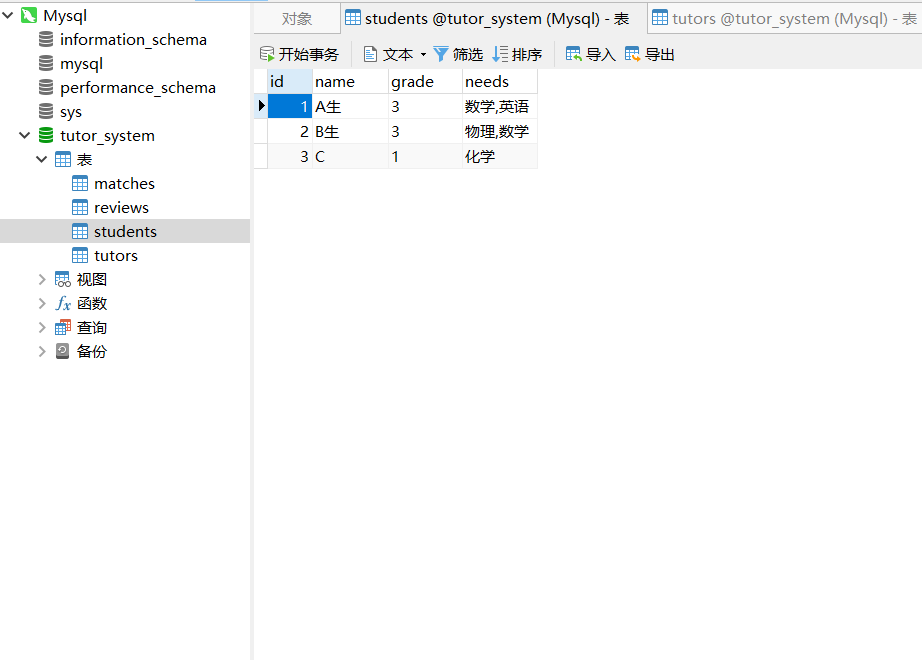 Mysql
information_schema
mysql
performance_schema
sys
tutor_system
表
matches
reviews
students
tutors
视图
fx 函数
查询
备份
对象
students @tutor_system (Mysql) - 表
tutors @tutor_system (Mysql) - 表
开始事务 文本 筛选 排序 导入 导出
id name grade needs
1 A生 3 数学,英语
2 B生 3 物理,数学
3 C 1 化学